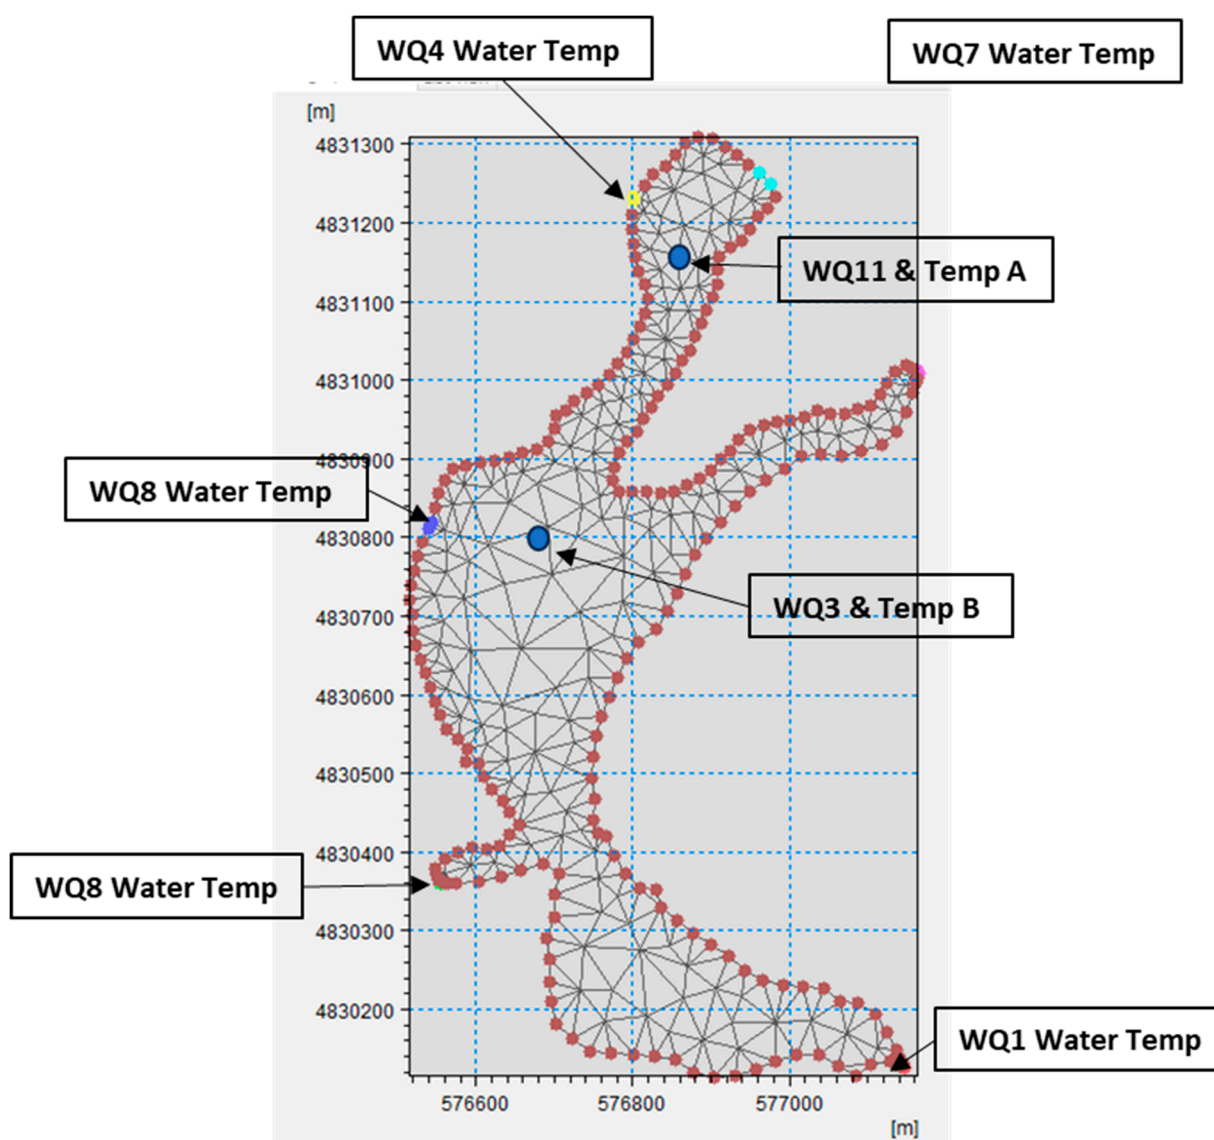 WQ4 Water Temp
WQ7 Water Temp
[m]
4831300
4831200
WQ11 & Temp A
4831100
4831000
4830900
WQ8 Water Temp
4830800
WQ3 & Temp B
4830700
4830600
4830500
4830400
WQ8 Water Temp
4830300
4830200
WQ1 Water Temp
576600 576800 577000
[m]